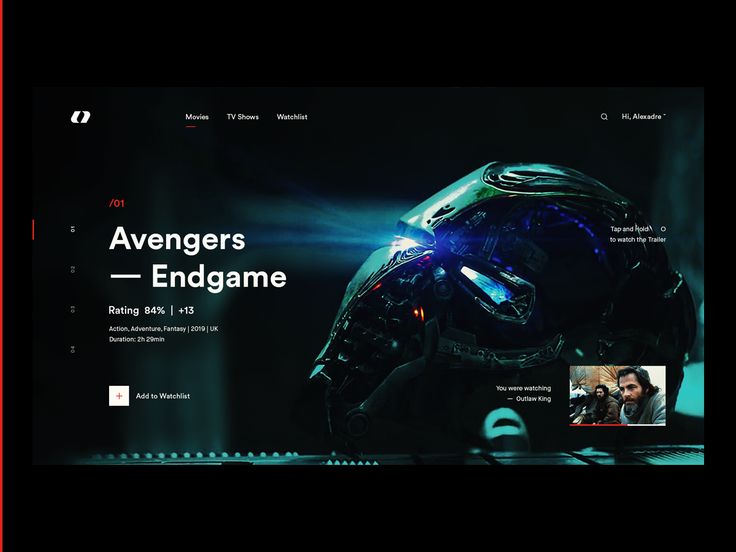 Movies TV Shows Watchlist Hi, Alexadre
/01
01
02
03
04
Avengers
— Endgame
Rating 84% | +13
Action, Adventure, Fantasy | 2019 | UK
Duration: 2h 29min
+ Add to Watchlist
Tap and Hold O
to watch the Trailer
You were watching
— Outlaw King